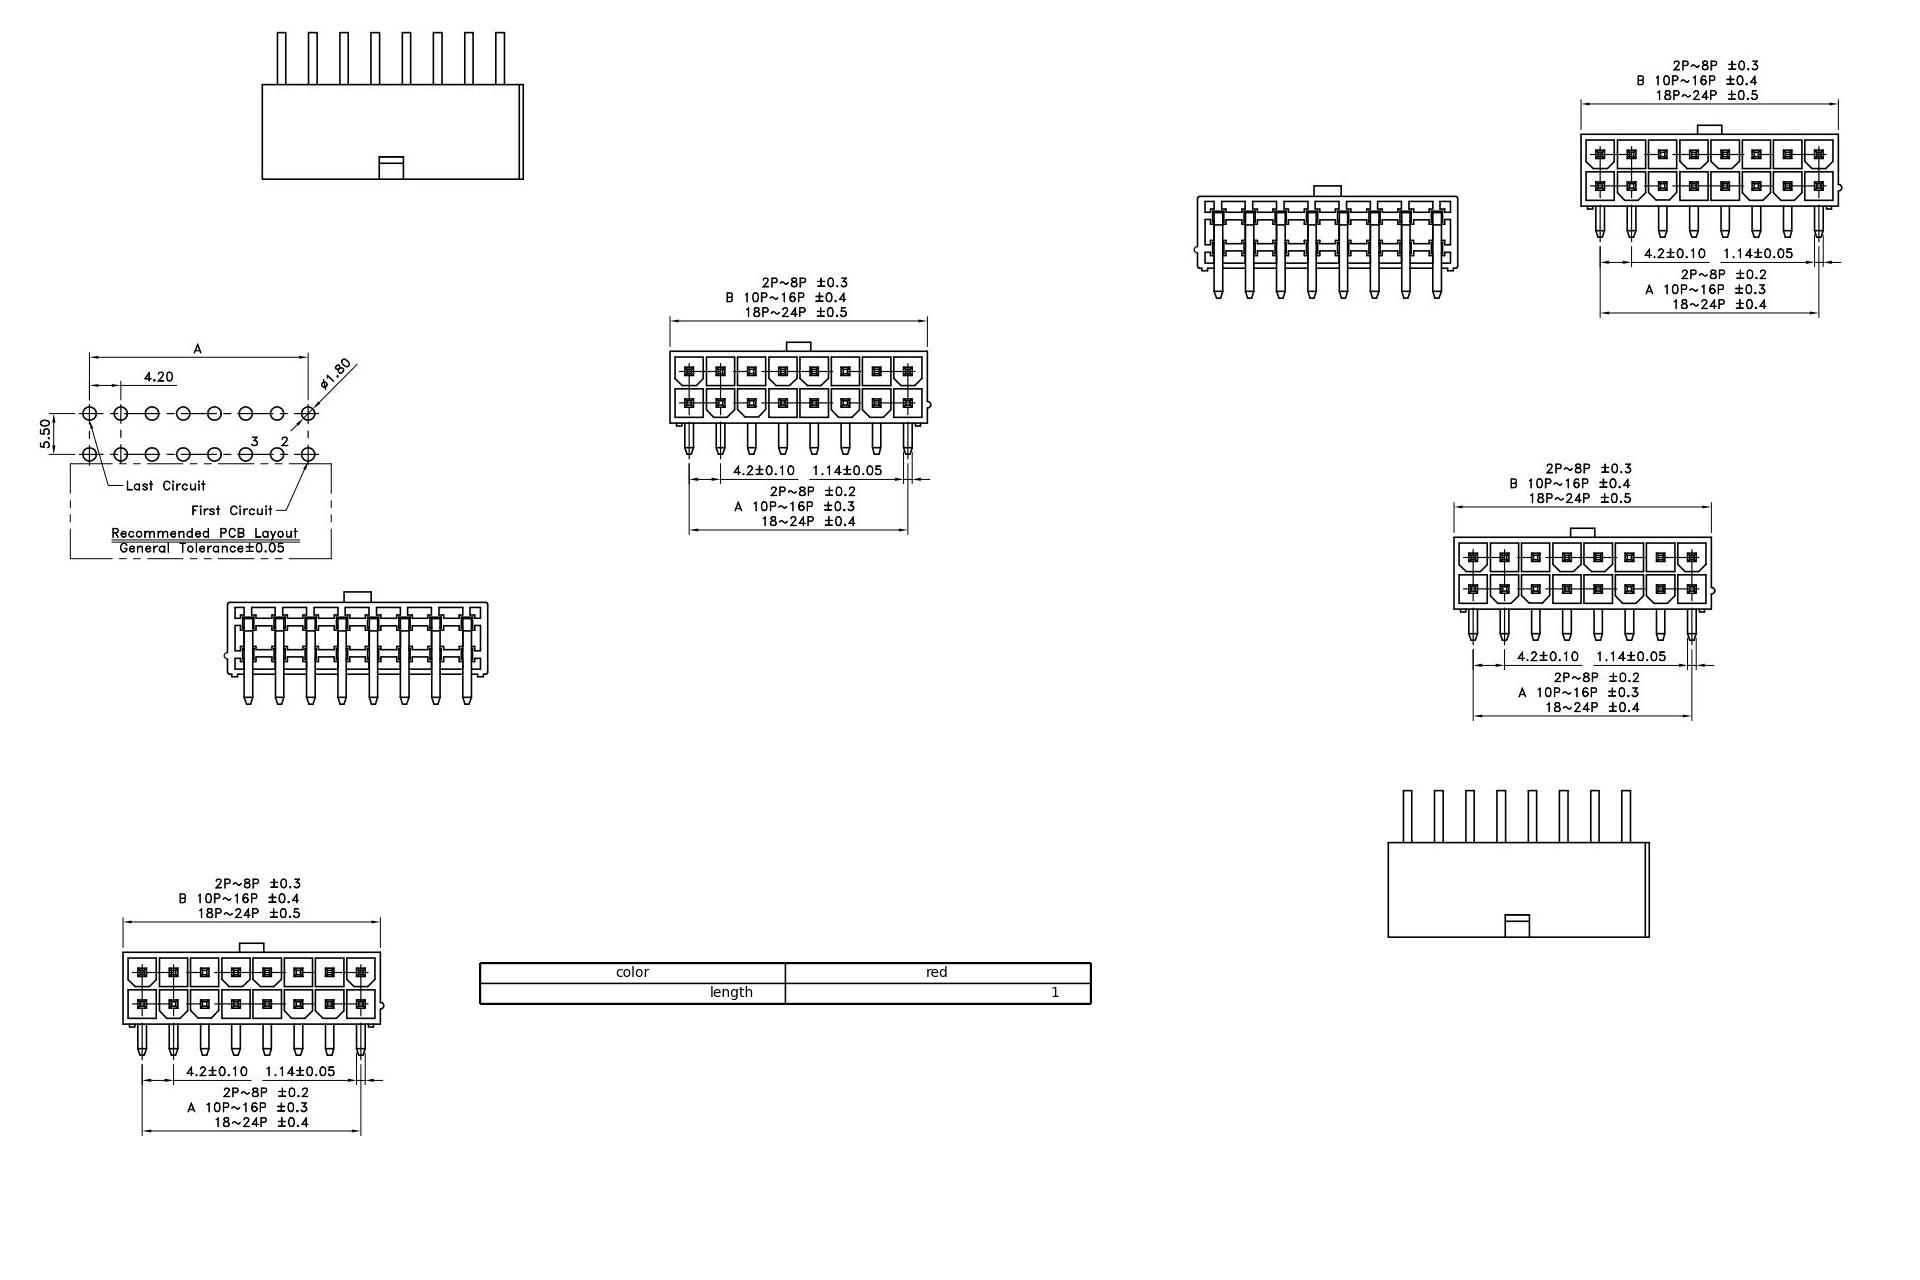 2P~8P ±0.3
B 10P~16P ±0.4
18P~24P ±0.5
4.2±0.10 1.14±0.05
2P~8P ±0.2
A 10P~16P ±0.3
18~24P ±0.4
2P~8P ±0.3
B 10P~16P ±0.4
18P~24P ±0.5
4.2±0.10 1.14±0.05
2P~8P ±0.2
A 10P~16P ±0.3
18~24P ±0.4
A
4.20
ø1.80
5.50
3 2
Last Circuit
First Circuit
Recommended PCB Layout
General Tolerance±0.05
2P~8P ±0.3
B 10P~16P ±0.4
18P~24P ±0.5
4.2±0.10 1.14±0.05
2P~8P ±0.2
A 10P~16P ±0.3
18~24P ±0.4
2P~8P ±0.3
B 10P~16P ±0.4
18P~24P ±0.5
4.2±0.10 1.14±0.05
2P~8P ±0.2
A 10P~16P ±0.3
18~24P ±0.4
color red
length 1